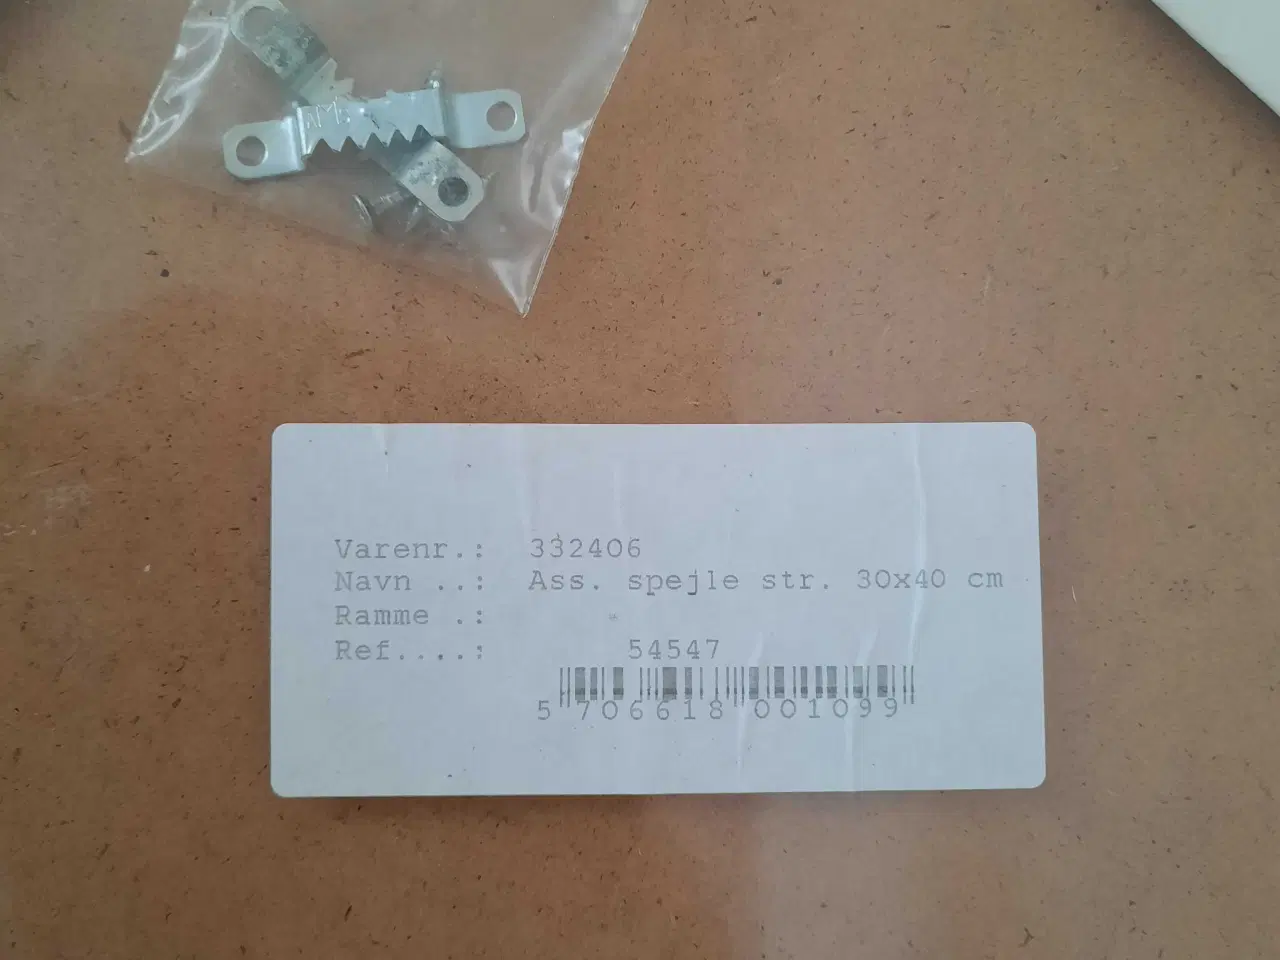 Varenr.: 332406
Navn ..: Ass. spejle str. 30x40 cm
Ramme .:
Ref....: 54547
5 706618 001099